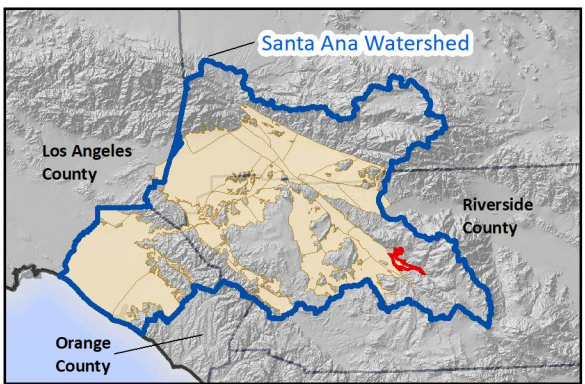 Santa Ana Watershed
Los Angeles
County
Riverside
County
Orange
County